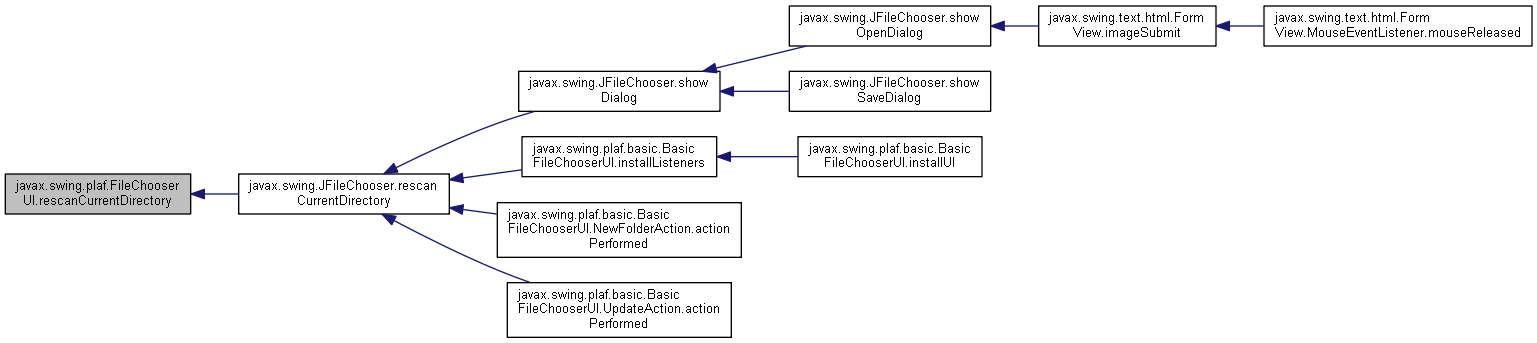 javax.swing.plaf.FileChooser
UI.rescanCurrentDirectory
javax.swing.JFileChooser.rescan
CurrentDirectory
javax.swing.JFileChooser.show
Dialog
javax.swing.JFileChooser.show
OpenDialog
javax.swing.text.html.Form
View.imageSubmit
javax.swing.text.html.Form
View.MouseEventListener.mouseReleased
javax.swing.JFileChooser.show
SaveDialog
javax.swing.plaf.basic.Basic
FileChooserUI.installListeners
javax.swing.plaf.basic.Basic
FileChooserUI.installUI
javax.swing.plaf.basic.Basic
FileChooserUI.NewFolderAction.action
Performed
javax.swing.plaf.basic.Basic
FileChooserUI.UpdateAction.action
Performed